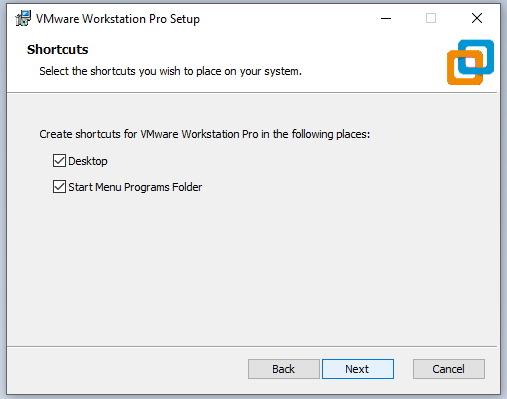 VMware Workstation Pro Setup
Shortcuts
Select the shortcuts you wish to place on your system.
Create shortcuts for VMware Workstation Pro in the following places:
Desktop
Start Menu Programs Folder
Back Next Cancel